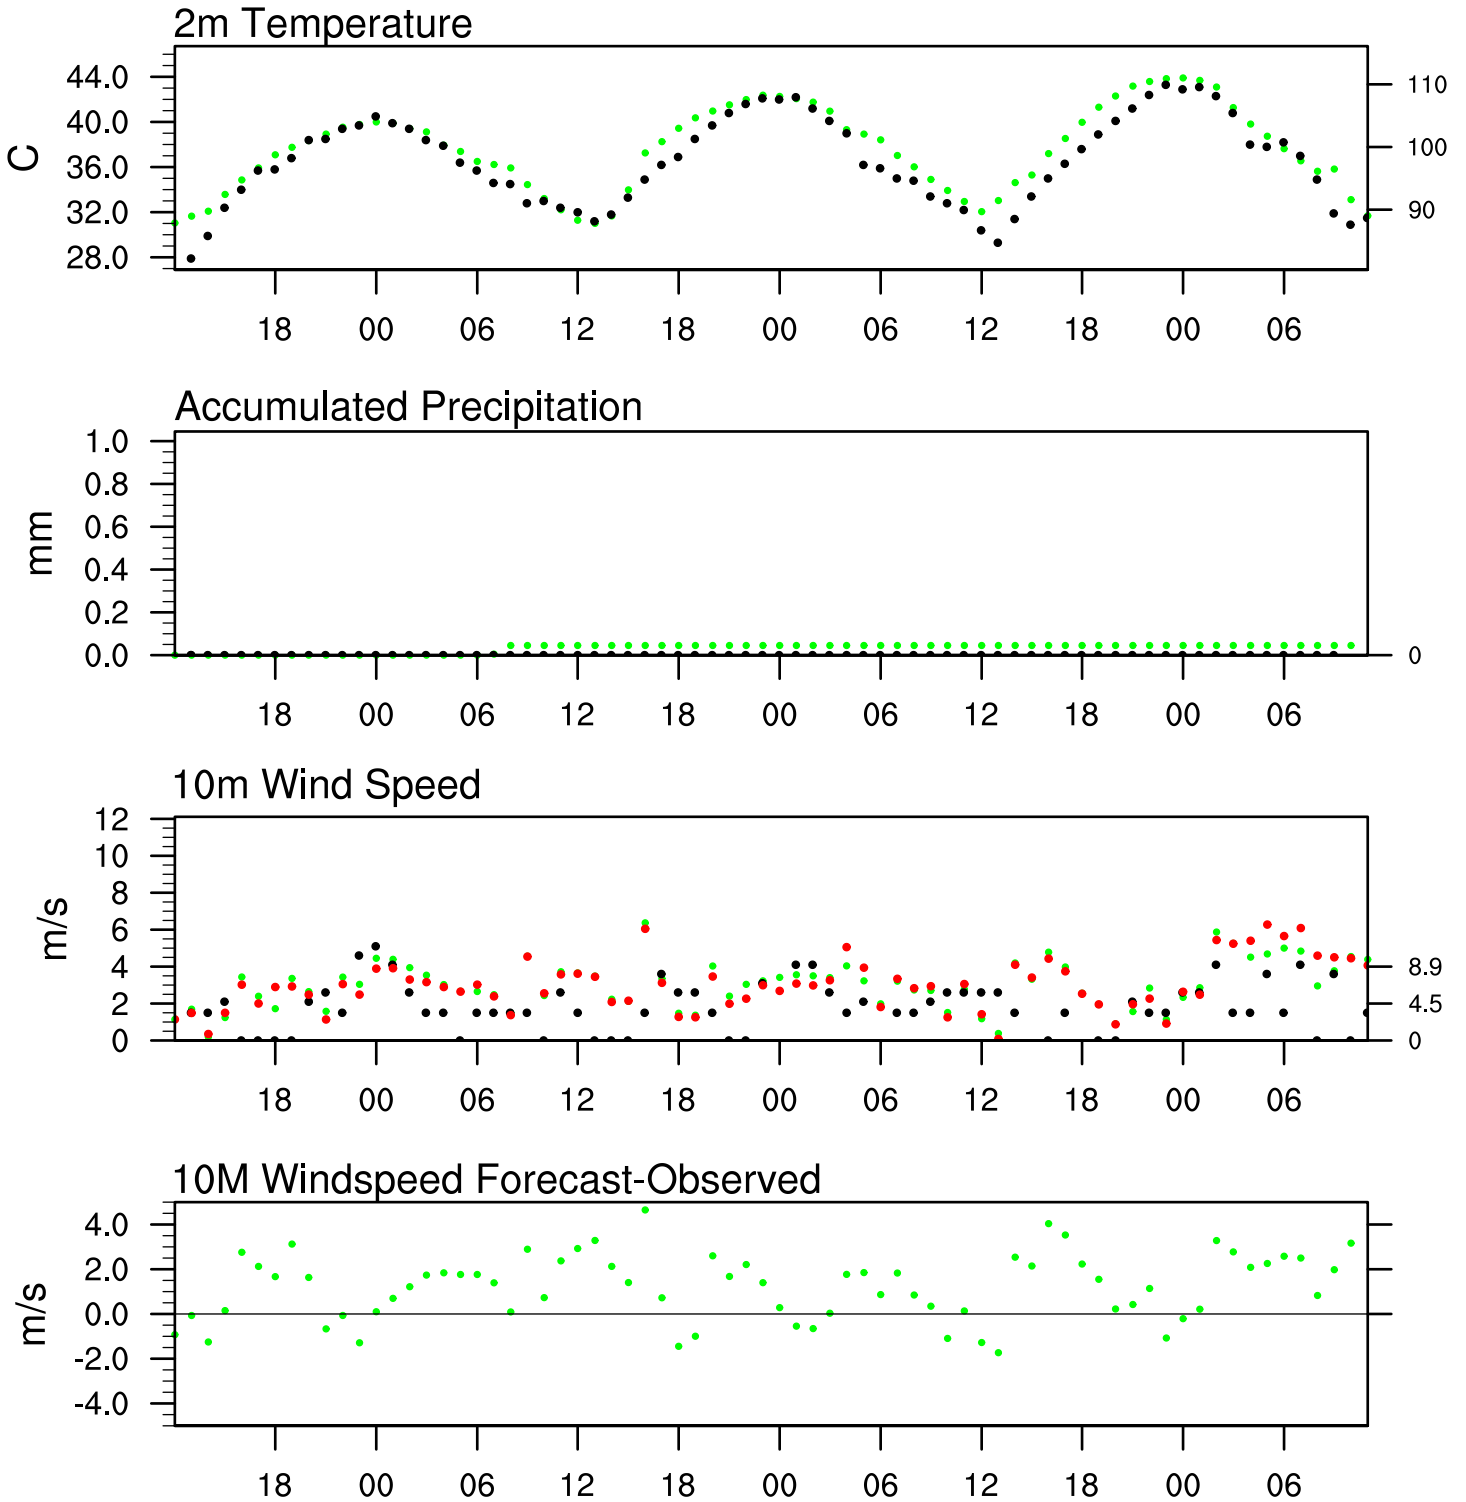 2m Temperature
44.0
40.0
36.0
32.0
28.0
C
110
100
90
18 00 06 12 18 00 06 12 18 00 06
Accumulated Precipitation
1.0
0.8
0.6
0.4
0.2
0.0
mm
0
18 00 06 12 18 00 06 12 18 00 06
10m Wind Speed
12
10
8
6
4
2
0
m/s
8.9
4.5
0
18 00 06 12 18 00 06 12 18 00 06
10M Windspeed Forecast-Observed
4.0
2.0
0.0
-2.0
-4.0
m/s
18 00 06 12 18 00 06 12 18 00 06